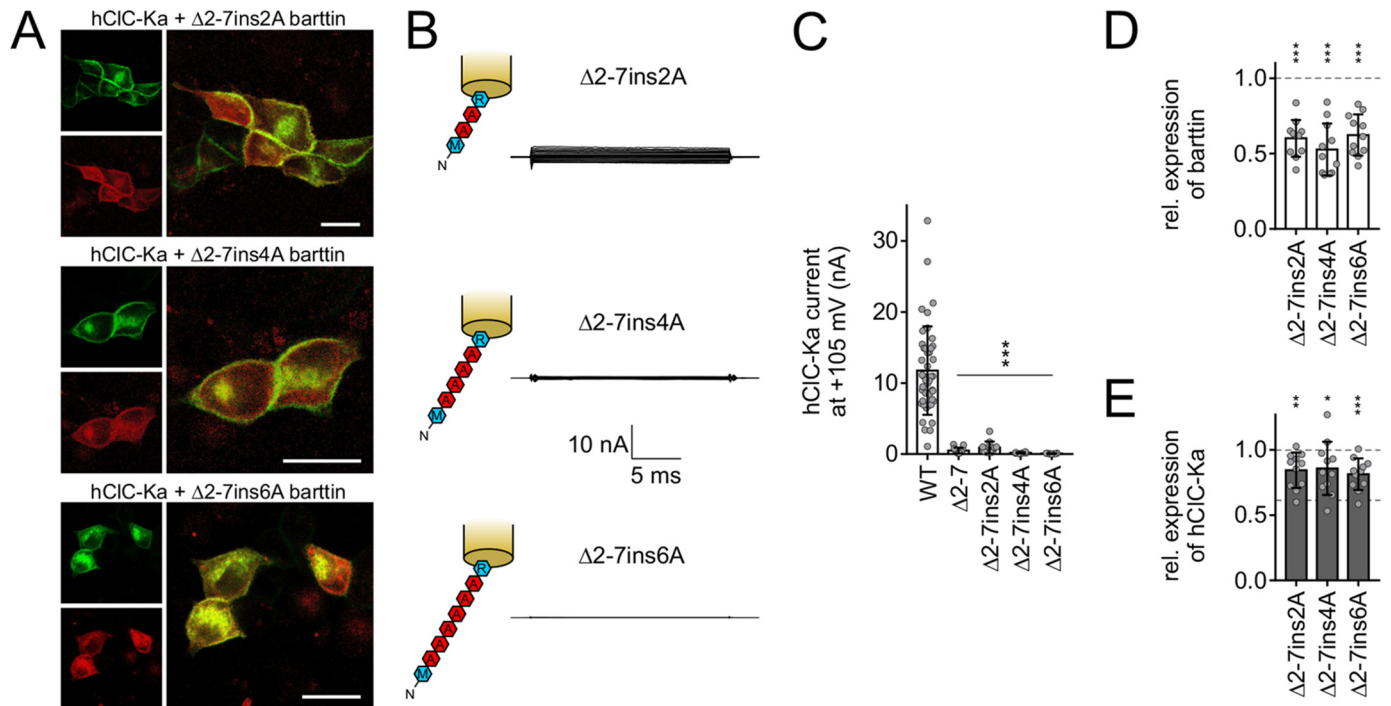 A
hClC-Ka + Δ2-7ins2A barttin
hClC-Ka + Δ2-7ins4A barttin
hClC-Ka + Δ2-7ins6A barttin
B
Δ2-7ins2A
R
A
A
M
N
Δ2-7ins4A
R
A
A
A
A
M
N
10 nA
5 ms
Δ2-7ins6A
R
A
A
A
A
A
A
M
N
C
hClC-Ka current
at +105 mV (nA)
30
20
10
0
***
WT
Δ2-7
Δ2-7ins2A
Δ2-7ins4A
Δ2-7ins6A
D
rel. expression
of barttin
1.0
0.5
0.0
*** *** ***
Δ2-7ins2A
Δ2-7ins4A
Δ2-7ins6A
E
rel. expression
of hClC-Ka
1.0
0.5
0.0
** * ***
Δ2-7ins2A
Δ2-7ins4A
Δ2-7ins6A